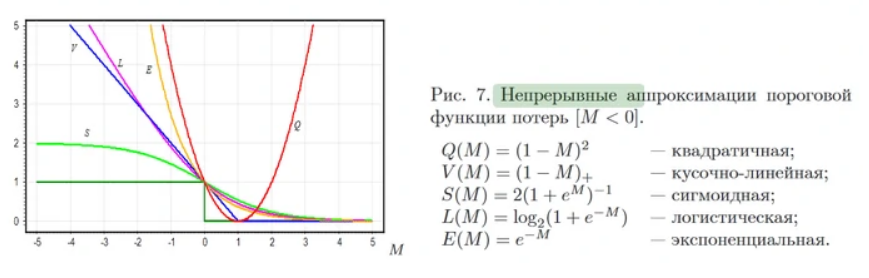 5
4
3
2
1
0
-5 -4 -3 -2 -1 0 1 2 3 4 5
M
V
L
E
Q
S
Рис. 7. Непрерывные аппроксимации пороговой
функции потерь [M < 0].
Q(M) = (1 − M)² — квадратичная;
V(M) = (1 − M)₊ — кусочно-линейная;
S(M) = 2(1 + eᴹ)⁻¹ — сигмоидная;
L(M) = log₂(1 + e⁻ᴹ) — логистическая;
E(M) = e⁻ᴹ — экспоненциальная.